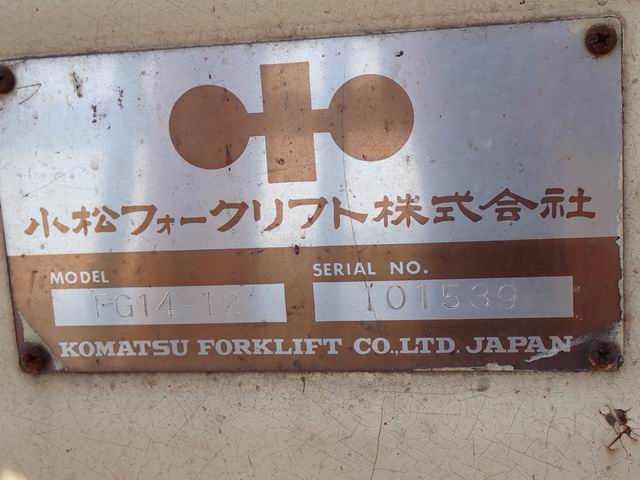 小松フォークリフト株式会社
MODEL SERIAL NO.
FG14-12 101539
KOMATSU FORKLIFT CO.,LTD. JAPAN